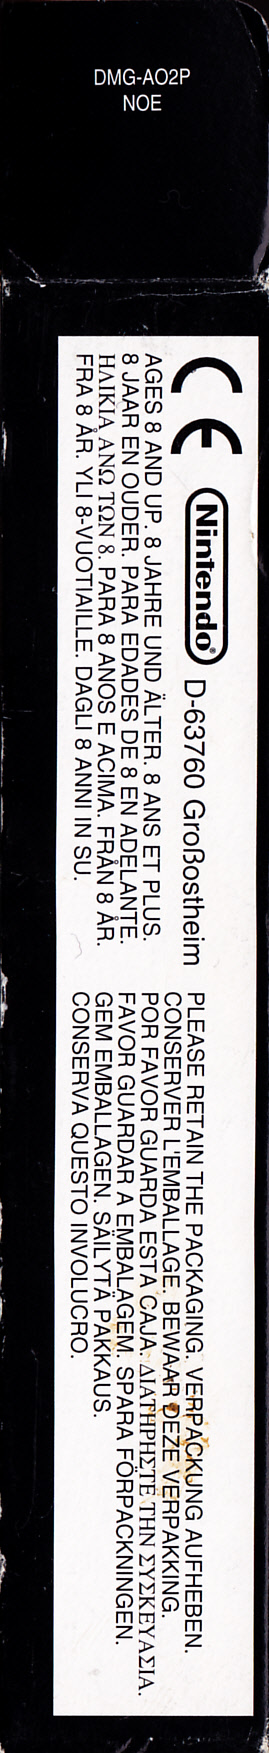 DMG-AO2P
NOE
CE Nintendo® D-63760 Großostheim
AGES 8 AND UP. 8 JAHRE UND ÄLTER. 8 ANS ET PLUS.
8 JAAR EN OUDER. PARA EDADES DE 8 EN ADELANTE.
ΗΛΙΚΙΑ ΑΝΩ ΤΩΝ 8. PARA 8 ANOS E ACIMA. FRÅN 8 ÅR.
FRA 8 ÅR. YLI 8-VUOTIAILLE. DAGLI 8 ANNI IN SU.
PLEASE RETAIN THE PACKAGING. VERPACKUNG AUFHEBEN.
CONSERVER L'EMBALLAGE. BEWAAR DEZE VERPAKKING.
POR FAVOR GUARDA ESTA CAJA. ΔΙΑΤΗΡΗΣΤΕ ΤΗΝ ΣΥΣΚΕΥΑΣΙΑ.
FAVOR GUARDAR A EMBALAGEM. SPARA FÖRPACKNINGEN.
GEM EMBALLAGEN. SÄILYTÄ PAKKAUS.
CONSERVA QUESTO INVOLUCRO.